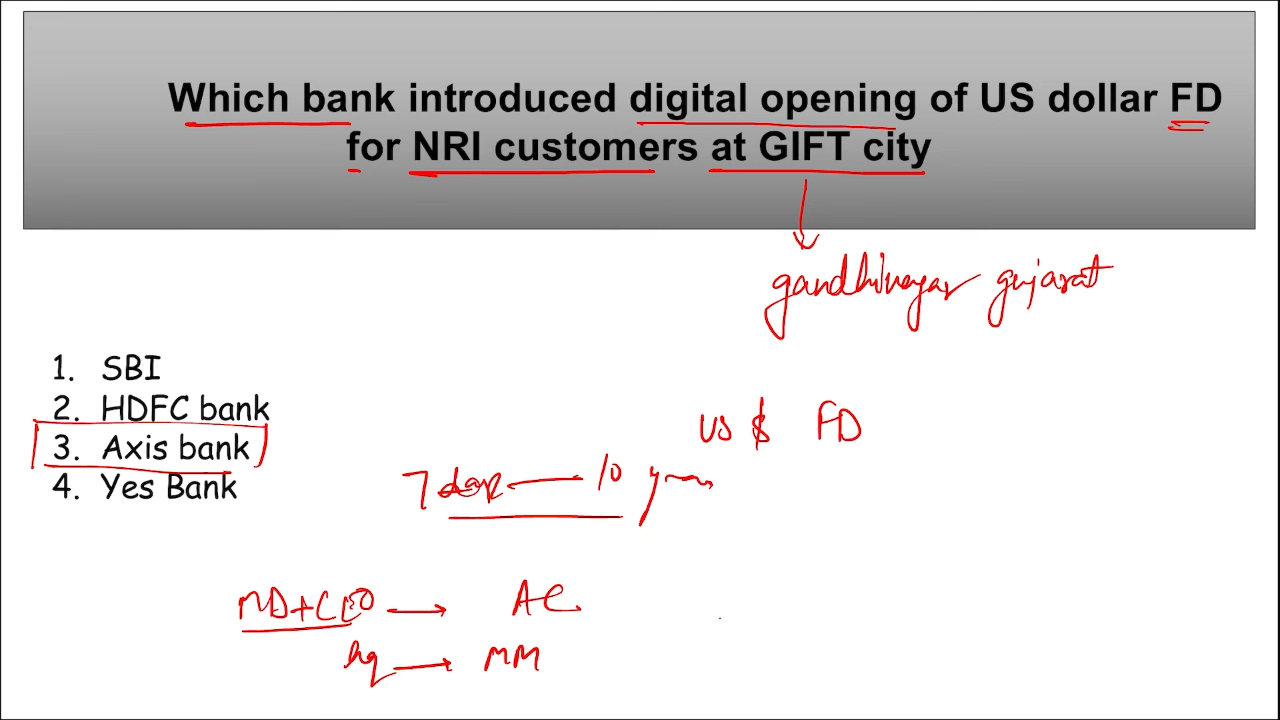 Which bank introduced digital opening of US dollar FD
for NRI customers at GIFT city
gandhinagar gujarat
1. SBI
2. HDFC bank
3. Axis bank
4. Yes Bank
US $ FD
7 days 10 years
MD+CEO AC
hq MM